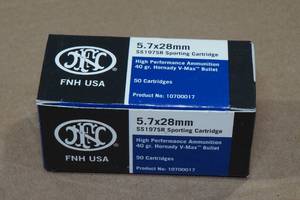 FN
FNH USA
5.7x28mm
SS197SR Sporting Cartridge
High Performance Ammunition
40 gr. Hornady V-Max™ Bullet
50 Cartridges
Product No: 10700017
FN
FNH USA
5.7x28mm
SS197SR Sporting Cartridge
High Performance Ammunition
40 gr. Hornady V-Max™ Bullet
50 Cartridges
Product No: 10700017